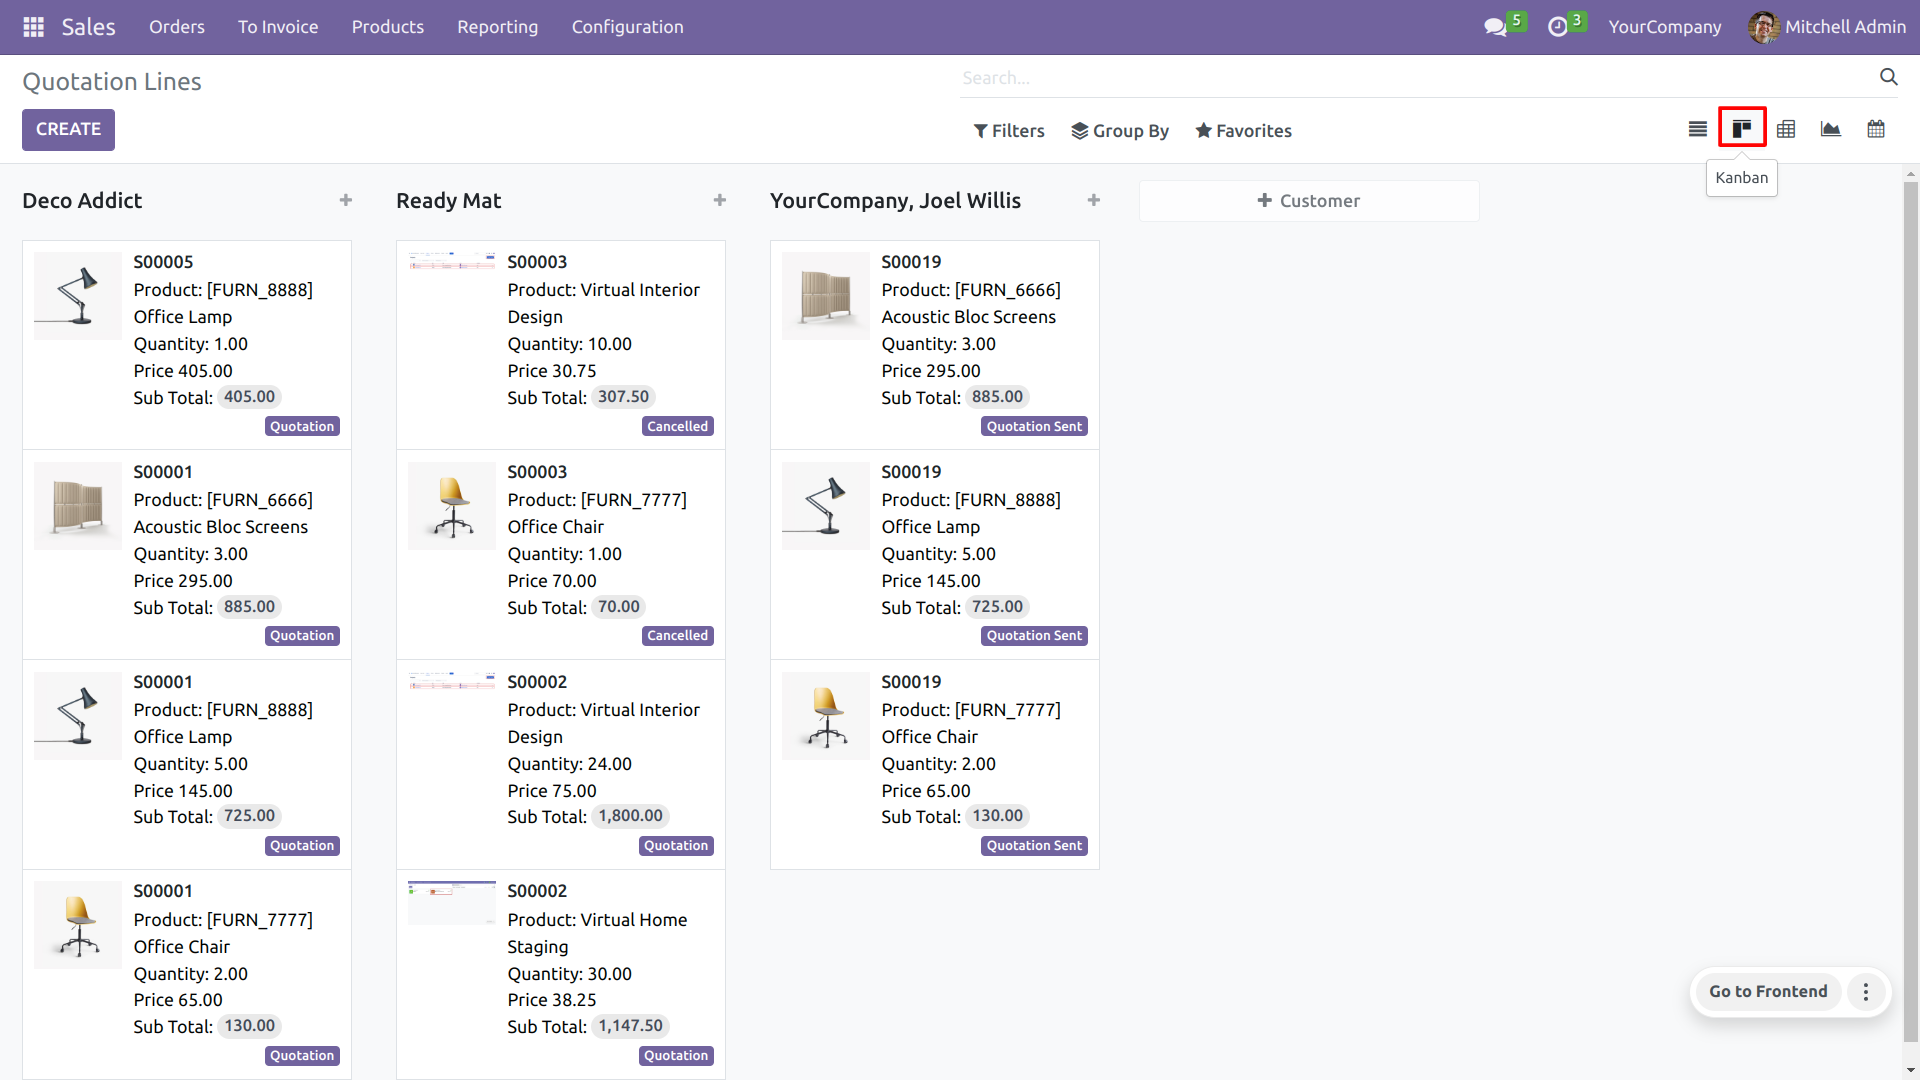 Sales
Orders
To Invoice
Products
Reporting
Configuration
5
3
YourCompany
Mitchell Admin
Quotation Lines
Search...
CREATE
Filters
Group By
Favorites
Kanban
Deco Addict
+
S00005
Product: [FURN_8888]
Office Lamp
Quantity: 1.00
Price 405.00
Sub Total: 405.00
Quotation
S00001
Product: [FURN_6666]
Acoustic Bloc Screens
Quantity: 3.00
Price 295.00
Sub Total: 885.00
Quotation
S00001
Product: [FURN_8888]
Office Lamp
Quantity: 5.00
Price 145.00
Sub Total: 725.00
Quotation
S00001
Product: [FURN_7777]
Office Chair
Quantity: 2.00
Price 65.00
Sub Total: 130.00
Quotation
Ready Mat
+
S00003
Product: Virtual Interior
Design
Quantity: 10.00
Price 30.75
Sub Total: 307.50
Cancelled
S00003
Product: [FURN_7777]
Office Chair
Quantity: 1.00
Price 70.00
Sub Total: 70.00
Cancelled
S00002
Product: Virtual Interior
Design
Quantity: 24.00
Price 75.00
Sub Total: 1,800.00
Quotation
S00002
Product: Virtual Home
Staging
Quantity: 30.00
Price 38.25
Sub Total: 1,147.50
Quotation
YourCompany, Joel Willis
+
S00019
Product: [FURN_6666]
Acoustic Bloc Screens
Quantity: 3.00
Price 295.00
Sub Total: 885.00
Quotation Sent
S00019
Product: [FURN_8888]
Office Lamp
Quantity: 5.00
Price 145.00
Sub Total: 725.00
Quotation Sent
S00019
Product: [FURN_7777]
Office Chair
Quantity: 2.00
Price 65.00
Sub Total: 130.00
Quotation Sent
+ Customer
Go to Frontend